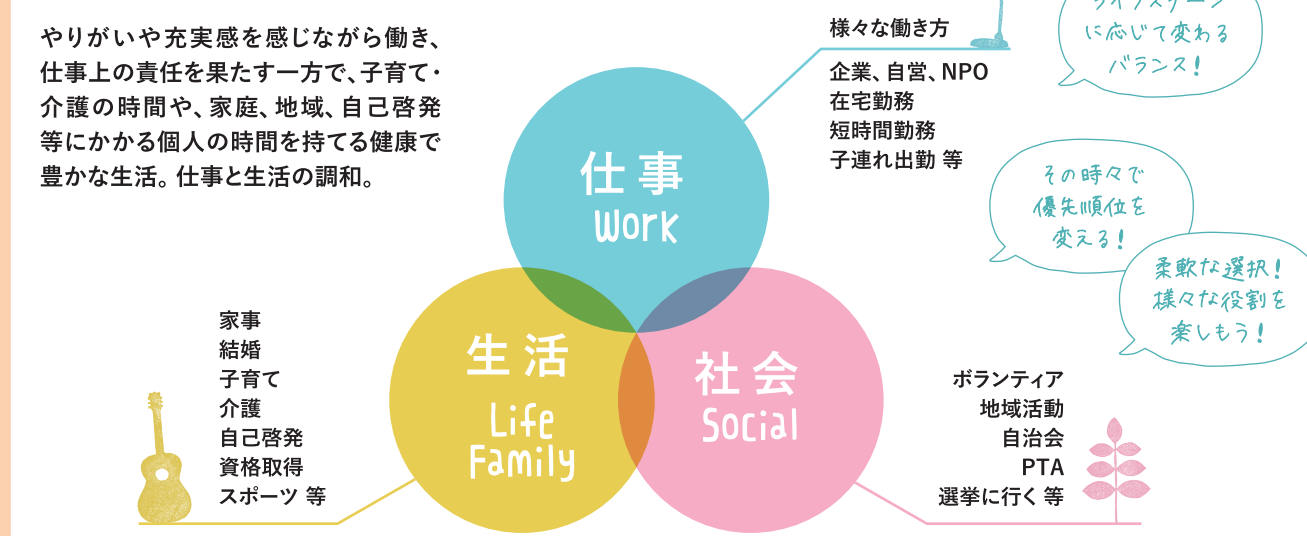 やりがいや充実感を感じながら働き、
仕事上の責任を果たす一方で、子育て・
介護の時間や、家庭、地域、自己啓発
等にかかる個人の時間を持てる健康で
豊かな生活。仕事と生活の調和。
様々な働き方
企業、自営、NPO
在宅勤務
短時間勤務
子連れ出勤 等
に応じて変わる
バランス!
その時々で
優先順位を
変える!
柔軟な選択!
様々な役割を
楽しもう!
仕事
Work
生活
Life
Family
社会
Social
家事
結婚
子育て
介護
自己啓発
資格取得
スポーツ 等
ボランティア
地域活動
自治会
PTA
選挙に行く 等